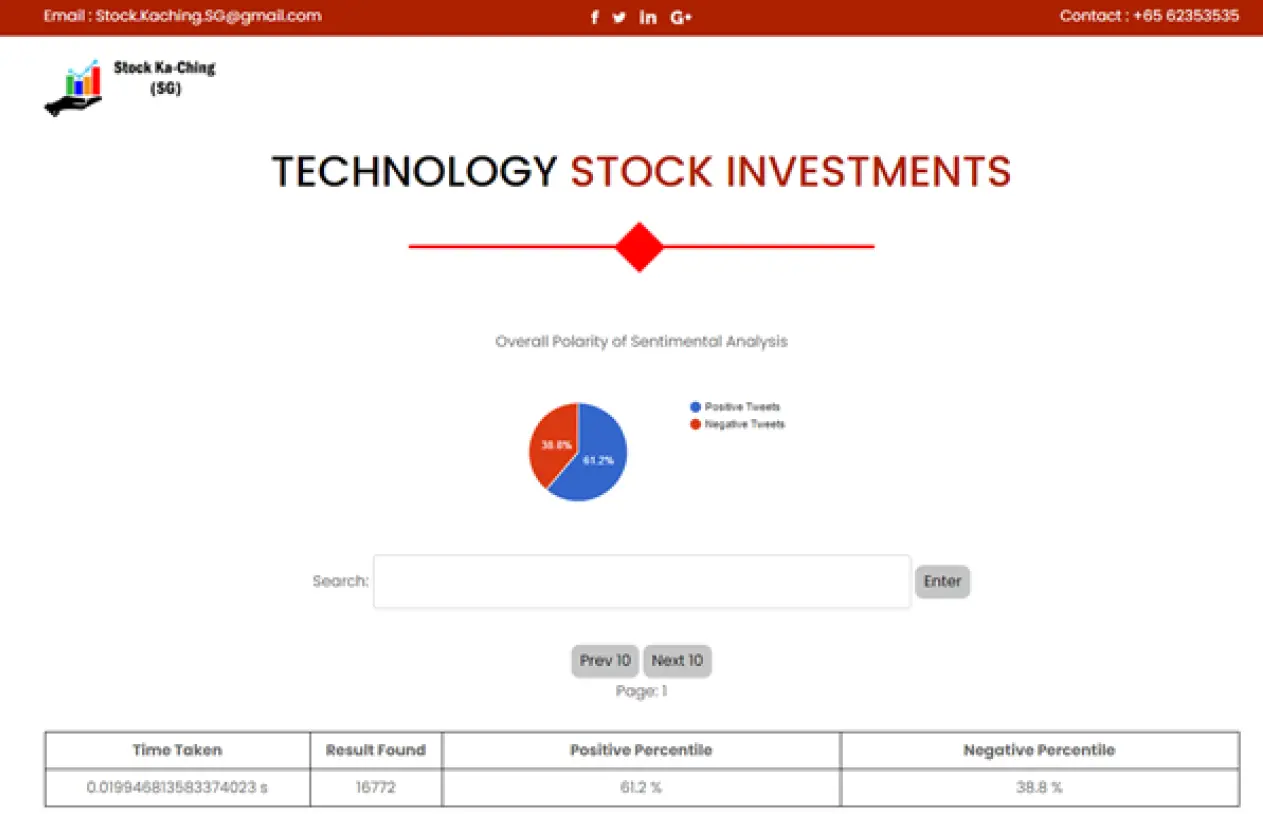 Email : Stock.Kaching.SG@gmail.com f in G+ Contact : +65 62353535
Stock Ka-Ching
(SG)
TECHNOLOGY STOCK INVESTMENTS
Overall Polarity of Sentimental Analysis
Positive Tweets
Negative Tweets
38.8%
61.2%
Search: Enter
Prev 10 Next 10
Page: 1
Time Taken Result Found Positive Percentile Negative Percentile
0.019946813583374023 s 16772 61.2 % 38.8 %